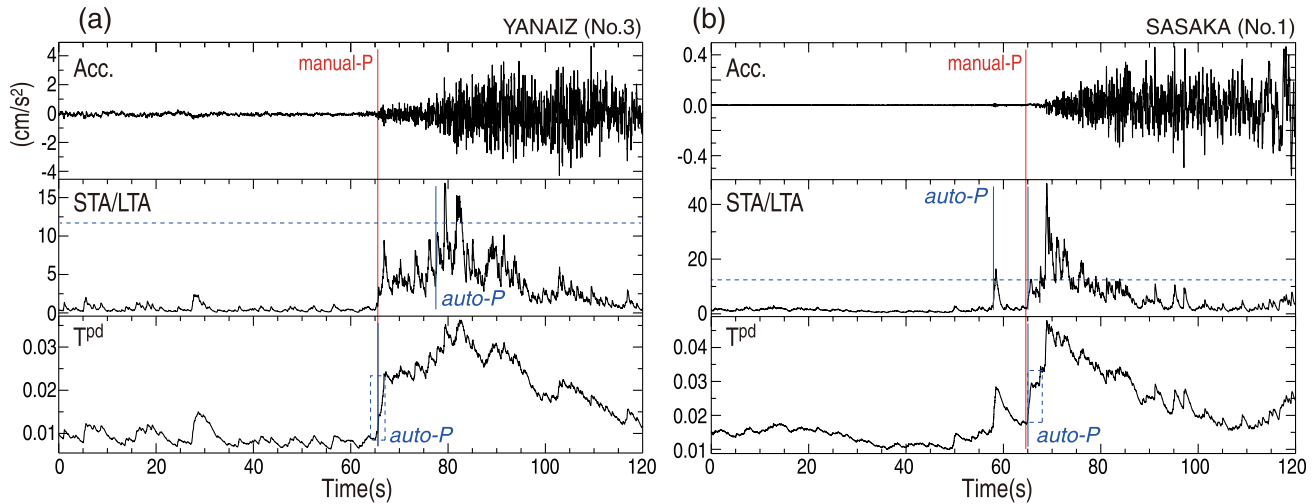 (a)
YANAIZ (No.3)
Acc.
manual-P
(cm/s²)
4
2
0
-2
-4
STA/LTA
15
10
5
0
auto-P
Tᵖᵈ
0.03
0.02
0.01
auto-P
0 20 40 60 80 100 120
Time(s)
(b)
SASAKA (No.1)
Acc.
manual-P
0.4
0.0
-0.4
STA/LTA
auto-P
40
20
0
Tᵖᵈ
0.04
0.03
0.02
0.01
auto-P
0 20 40 60 80 100 120
Time(s)